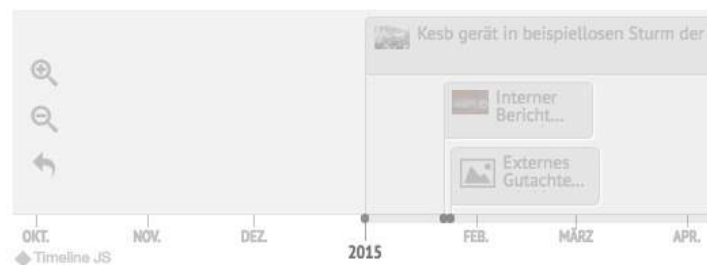 Kesb gerät in beispiellosen Sturm der
Interner
Bericht...
Externes
Gutachte...
OKT.
NOV.
DEZ.
2015
FEB.
MÄRZ
APR.
Timeline JS